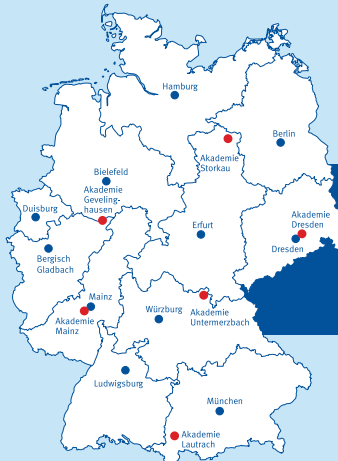 Hamburg
Berlin
Akademie
Storkau
Bielefeld
Akademie
Geveling-
hausen
Duisburg
Akademie
Dresden
Erfurt
Dresden
Bergisch
Gladbach
Mainz
Akademie
Mainz
Würzburg
Akademie
Untermerzbach
Ludwigsburg
München
Akademie
Lautrach